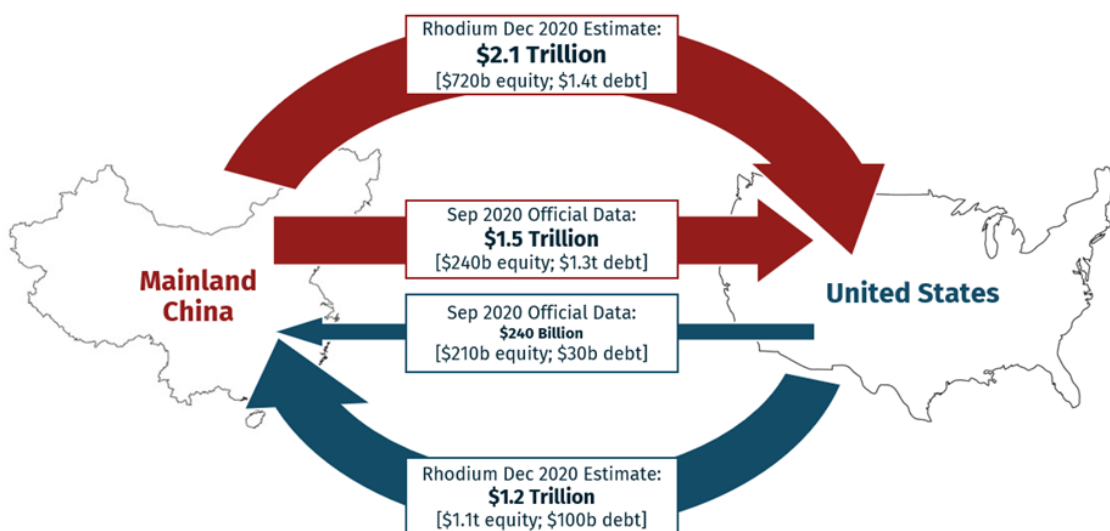 Rhodium Dec 2020 Estimate:
$2.1 Trillion
[$720b equity; $1.4t debt]
Sep 2020 Official Data:
$1.5 Trillion
[$240b equity; $1.3t debt]
Mainland
China
United States
Sep 2020 Official Data:
$240 Billion
[$210b equity; $30b debt]
Rhodium Dec 2020 Estimate:
$1.2 Trillion
[$1.1t equity; $100b debt]